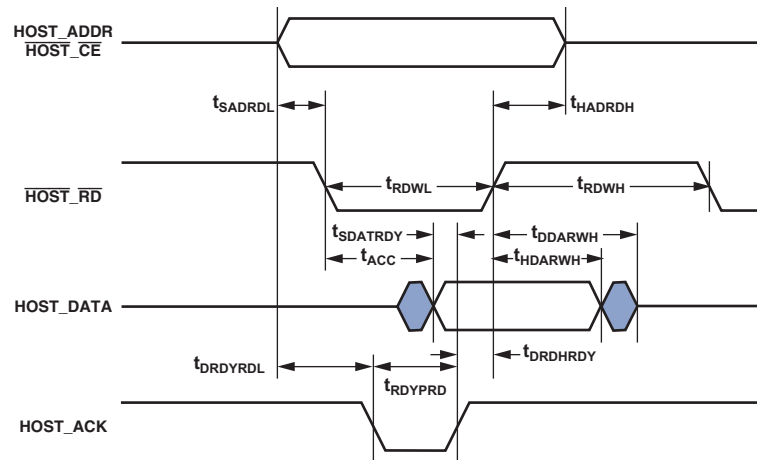 HOST_ADDR
HOST_CE
tSADRDL
tHADRDH
HOST_RD
tRDWL
tRDWH
tSDATRDY
tDDARWH
tACC
tHDARWH
HOST_DATA
tDRDYRDL
tRDYPRD
tDRDHRDY
HOST_ACK